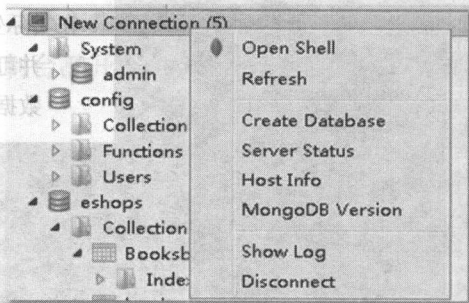 New Connection (5)
System
admin
config
Collection
Functions
Users
eshops
Collection
Booksb
Inde
Open Shell
Refresh
Create Database
Server Status
Host Info
MongoDB Version
Show Log
Disconnect